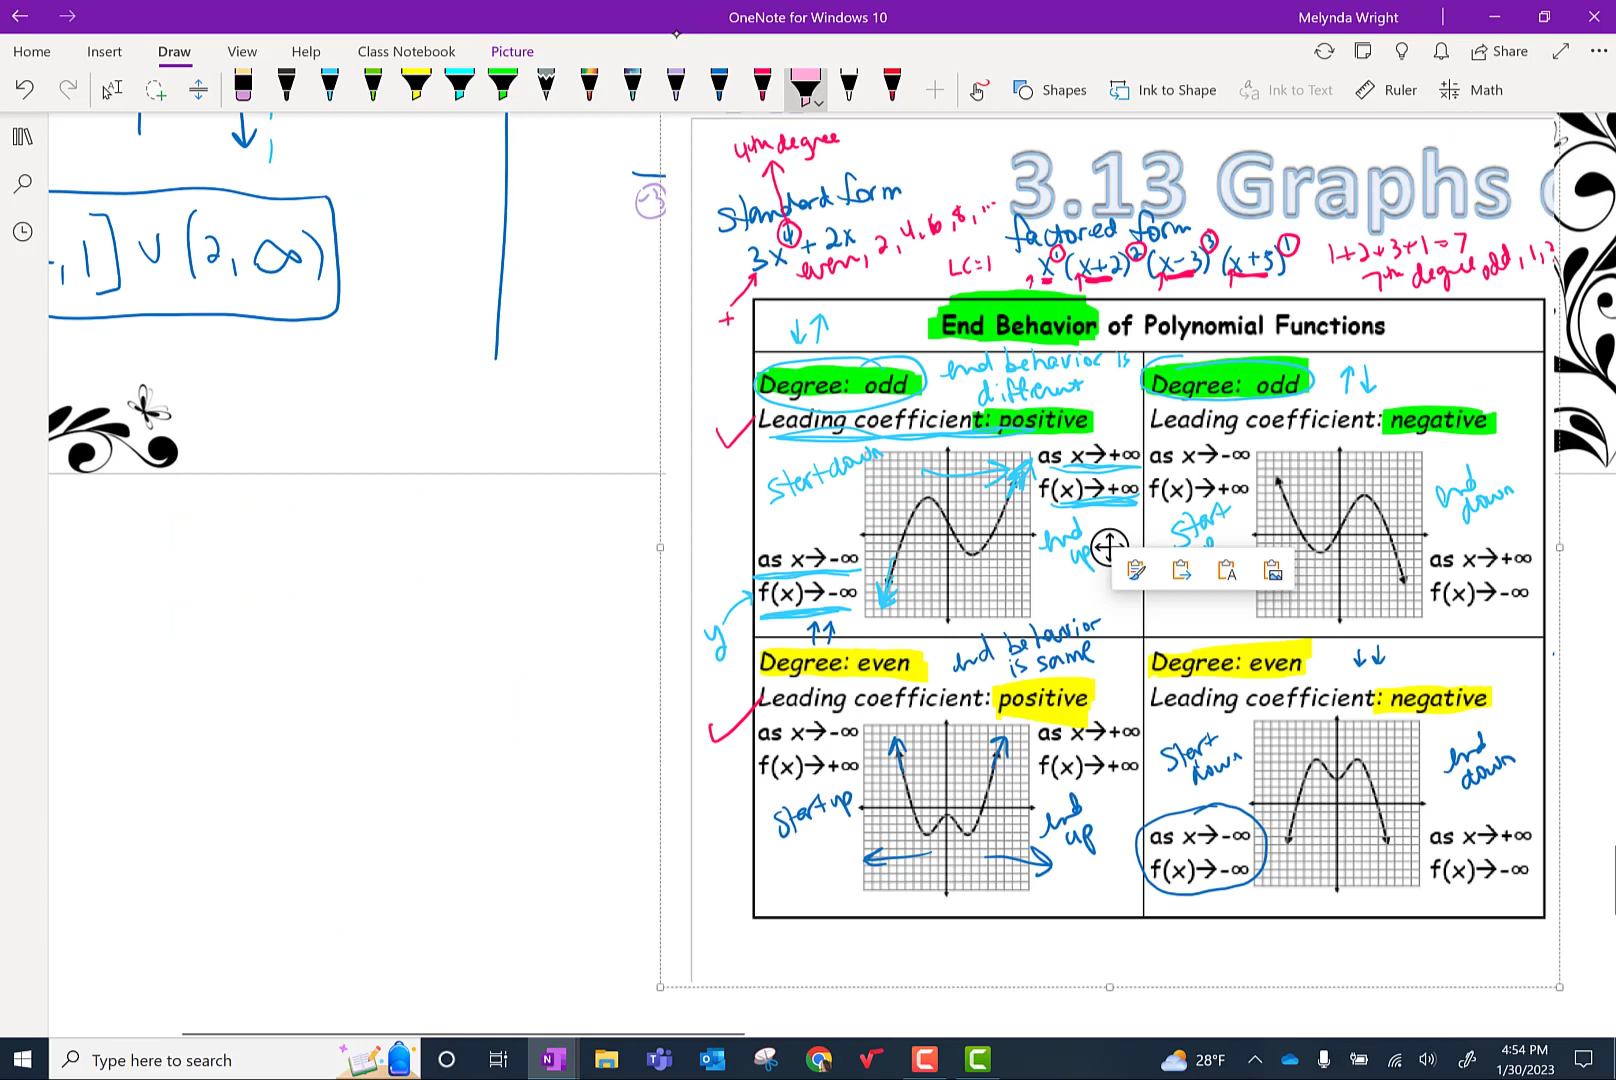 OneNote for Windows 10
Melynda Wright
Home Insert Draw View Help Class Notebook Picture
Share
Shapes Ink to Shape Ink to Text Ruler Math
4th degree
3.13 Graphs
standard form
3x⁴ + 2x
even, 2, 4, 6, 8, ...
+
factored form
LC=1
x¹ (x+2)² (x-3)³ (x+5)¹
1+2+3+1=7
7th degree odd, 1,
, 1] ∪ (2, ∞)
-3
End Behavior of Polynomial Functions
↓↑
Degree: odd
end behavior is
different
Leading coefficient: positive
start down
as x→+∞
f(x)→+∞
end
up
as x→-∞
f(x)→-∞
y
Degree: odd
↑↓
Leading coefficient: negative
as x→-∞
f(x)→+∞
start
end
down
as x→+∞
f(x)→-∞
↑↑
Degree: even
end behavior
is same
Leading coefficient: positive
as x→-∞
f(x)→+∞
start up
as x→+∞
f(x)→+∞
end
up
Degree: even
↓↓
Leading coefficient: negative
start
down
end
down
as x→-∞
f(x)→-∞
as x→+∞
f(x)→-∞
Type here to search
28°F
4:54 PM
1/30/2023